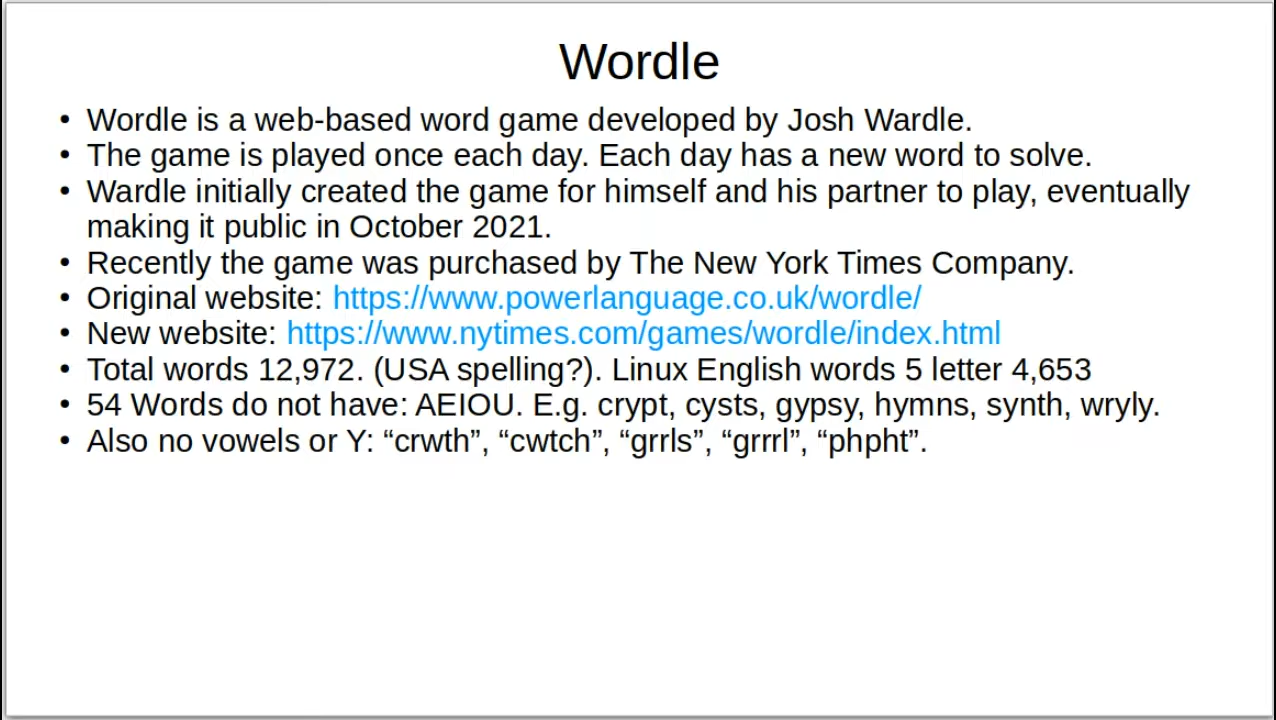 Wordle
• Wordle is a web-based word game developed by Josh Wardle.
• The game is played once each day. Each day has a new word to solve.
• Wardle initially created the game for himself and his partner to play, eventually
making it public in October 2021.
• Recently the game was purchased by The New York Times Company.
• Original website: https://www.powerlanguage.co.uk/wordle/
• New website: https://www.nytimes.com/games/wordle/index.html
• Total words 12,972. (USA spelling?). Linux English words 5 letter 4,653
• 54 Words do not have: AEIOU. E.g. crypt, cysts, gypsy, hymns, synth, wryly.
• Also no vowels or Y: “crwth”, “cwtch”, “grrls”, “grrrl”, “phpht”.